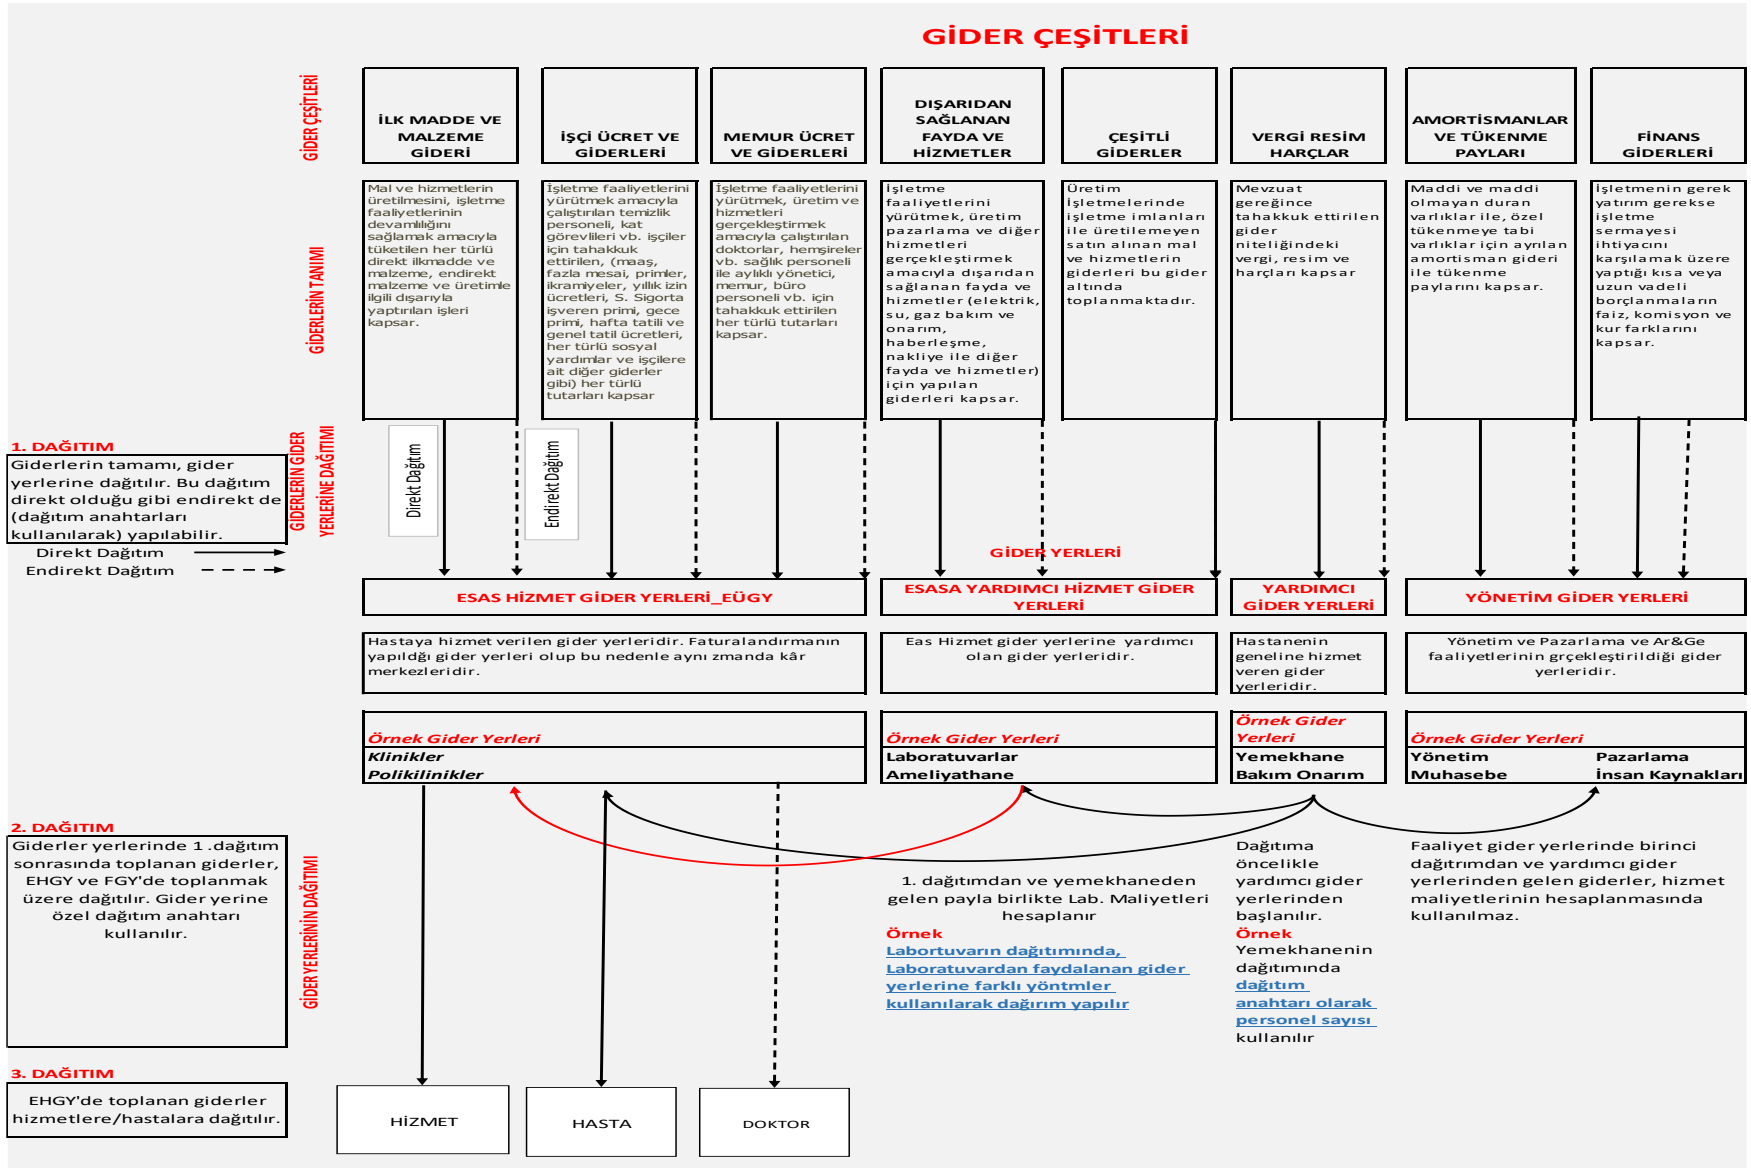 GİDER ÇEŞİTLERİ
GİDER ÇEŞİTLERİ
İLK MADDE VE
MALZEME
GİDERİ
İŞÇİ ÜCRET VE
GİDERLERİ
MEMUR ÜCRET
VE GİDERLERİ
DIŞARIDAN
SAĞLANAN
FAYDA VE
HİZMETLER
ÇEŞİTLİ
GİDERLER
VERGİ RESİM
HARÇLAR
AMORTİSMANLAR
VE TÜKENME
PAYLARI
FİNANS
GİDERLERİ
GİDERLERİN TANIMI
Mal ve hizmetlerin
üretilmesini, işletme
faaliyetlerinin
devamlılığını
sağlamak amacıyla
tüketilen her türlü
direkt ilkmadde ve
malzeme, endirekt
malzeme ve üretimle
ilgili dışarıyla
yaptırılan işleri
kapsar.
İşletme faaliyetlerini
yürütmek amacıyla
çalıştırılan temizlik
personeli, kat
görevlileri vb. işçiler
için tahakkuk
ettirilen, (maaş,
fazla mesai, primler,
ikramiyeler, yıllık izin
ücretleri, S. Sigorta
işveren primi, gece
primi, hafta tatili ve
genel tatil ücretleri,
her türlü sosyal
yardımlar ve işçilere
ait diğer giderler
gibi) her türlü
tutarları kapsar
İşletme faaliyetlerini
yürütmek, üretim ve
hizmetleri
gerçekleştirmek
amacıyla çalıştırılan
doktorlar, hemşireler
vb. sağlık personeli
ile aylıklı yönetici,
memur, büro
personeli vb. için
tahakkuk ettirilen
her türlü tutarları
kapsar.
İşletme
faaliyetlerini
yürütmek, üretim
pazarlama ve diğer
hizmetleri
gerçekleştirmek
amacıyla dışarıdan
sağlanan fayda ve
hizmetler (elektrik,
su, gaz bakım ve
onarım,
haberleşme,
nakliye ile diğer
fayda ve hizmetler)
için yapılan
giderleri kapsar.
Üretim
İşletmelerinde
işletme imlanları
ile üretilemeyen
satın alınan mal
ve hizmetlerin
giderleri bu gider
altında
toplanmaktadır.
Mevzuat
gereğince
tahakkuk ettirilen
gider
niteliğindeki
vergi, resim ve
harçları kapsar
Maddi ve maddi
olmayan duran
varlıklar ile, özel
tükenmeye tabi
varlıklar için ayrılan
amortisman gideri
ile tükenme
paylarını kapsar.
İşletmenin gerek
yatırım gerekse
işletme
sermayesi
ihtiyacını
karşılamak üzere
yaptığı kısa veya
uzun vadeli
borçlanmaların
faiz, komisyon ve
kur farklarını
kapsar.
1. DAĞITIM
Giderlerin tamamı, gider
yerlerine dağıtılır. Bu dağıtım
direkt olduğu gibi endirekt de
(dağıtım anahtarları
kullanılarak) yapılabilir.
Direkt Dağıtım
Endirekt Dağıtım
GİDERLERİN GİDER
YERLERİNE DAĞITIMI
Direkt Dağıtım
Endirekt Dağıtım
GİDER YERLERİ
ESAS HİZMET GİDER YERLERİ_EÜGY
ESASA YARDIMCI HİZMET GİDER
YERLERİ
YARDIMCI
GİDER YERLERİ
YÖNETİM GİDER YERLERİ
Hastaya hizmet verilen gider yerleridir. Faturalandırmanın
yapıldğı gider yerleri olup bu nedenle aynı zmanda kâr
merkezleridir.
Eas Hizmet gider yerlerine yardımcı
olan gider yerleridir.
Hastanenin
geneline hizmet
veren gider
yerleridir.
Yönetim ve Pazarlama ve Ar&Ge
faaliyetlerinin grçekleştirildiği gider
yerleridir.
Örnek Gider Yerleri
Klinikler
Polikilinikler
Örnek Gider Yerleri
Laboratuvarlar
Ameliyathane
Örnek Gider
Yerleri
Yemekhane
Bakım Onarım
Örnek Gider Yerleri
Yönetim Pazarlama
Muhasebe İnsan Kaynakları
2. DAĞITIM
Giderler yerlerinde 1 .dağıtım
sonrasında toplanan giderler,
EHGY ve FGY'de toplanmak
üzere dağıtılır. Gider yerine
özel dağıtım anahtarı
kullanılır.
GİDER YERLERİNİN DAĞITIMI
1. dağıtımdan ve yemekhaneden
gelen payla birlikte Lab. Maliyetleri
hesaplanır
Örnek
Labortuvarın dağıtımında,
Laboratuvardan faydalanan gider
yerlerine farklı yöntmler
kullanılarak dağırım yapılır
Dağıtıma
öncelikle
yardımcı gider
yerlerinden
başlanılır.
Örnek
Yemekhanenin
dağıtımında
dağıtım
anahtarı olarak
personel sayısı
kullanılır
Faaliyet gider yerlerinde birinci
dağıtrımdan ve yardımcı gider
yerlerinden gelen giderler, hizmet
maliyetlerinin hesaplanmasında
kullanılmaz.
3. DAĞITIM
EHGY'de toplanan giderler
hizmetlere/hastalara dağıtılır.
HİZMET
HASTA
DOKTOR